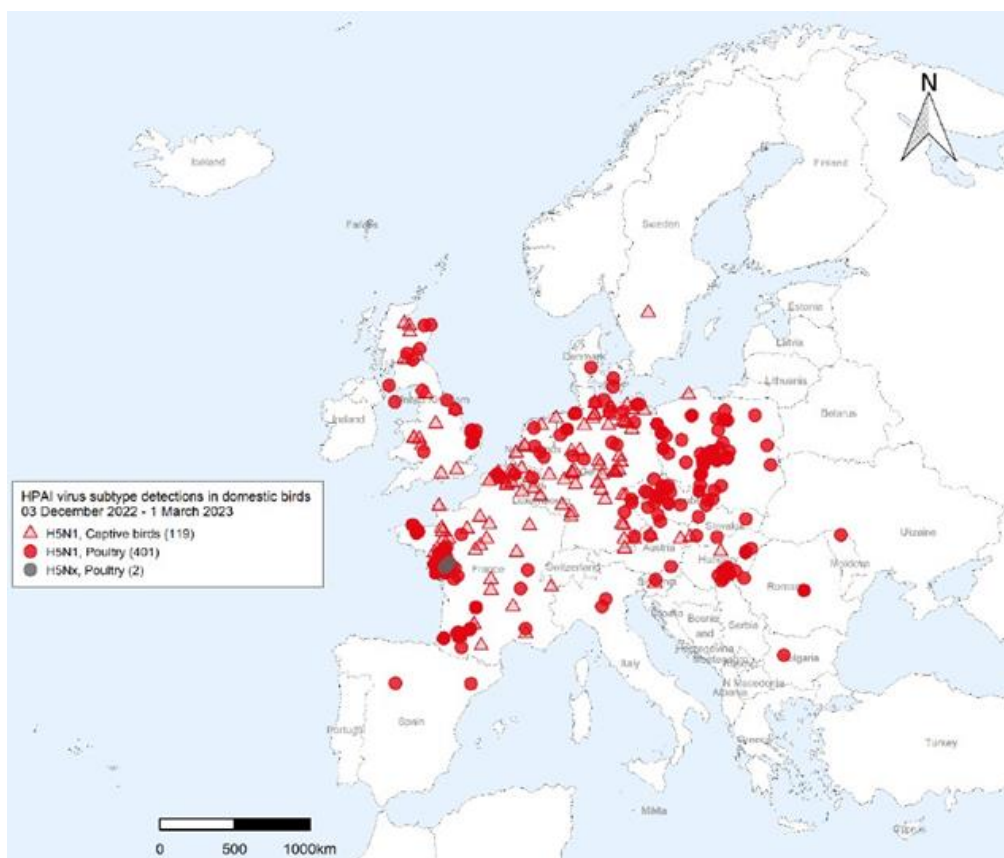 N
Iceland
Finland
Faroe
Sweden
Estonia
Latvia
Denmark
Lithuania
Belarus
Ireland
HPAI virus subtype detections in domestic birds
03 December 2022 - 1 March 2023
H5N1, Captive birds (119)
H5N1, Poultry (401)
H5Nx, Poultry (2)
Ukraine
Slovakia
Austria
Moldova
France
Switzerland
Hungary
Romania
Croatia
Bosnia
and
Herzegovina
Serbia
Montenegro
Bulgaria
Italy
N Macedonia
Albania
Portugal
Spain
Greece
Turkey
Malta
Cyprus
0 500 1000km